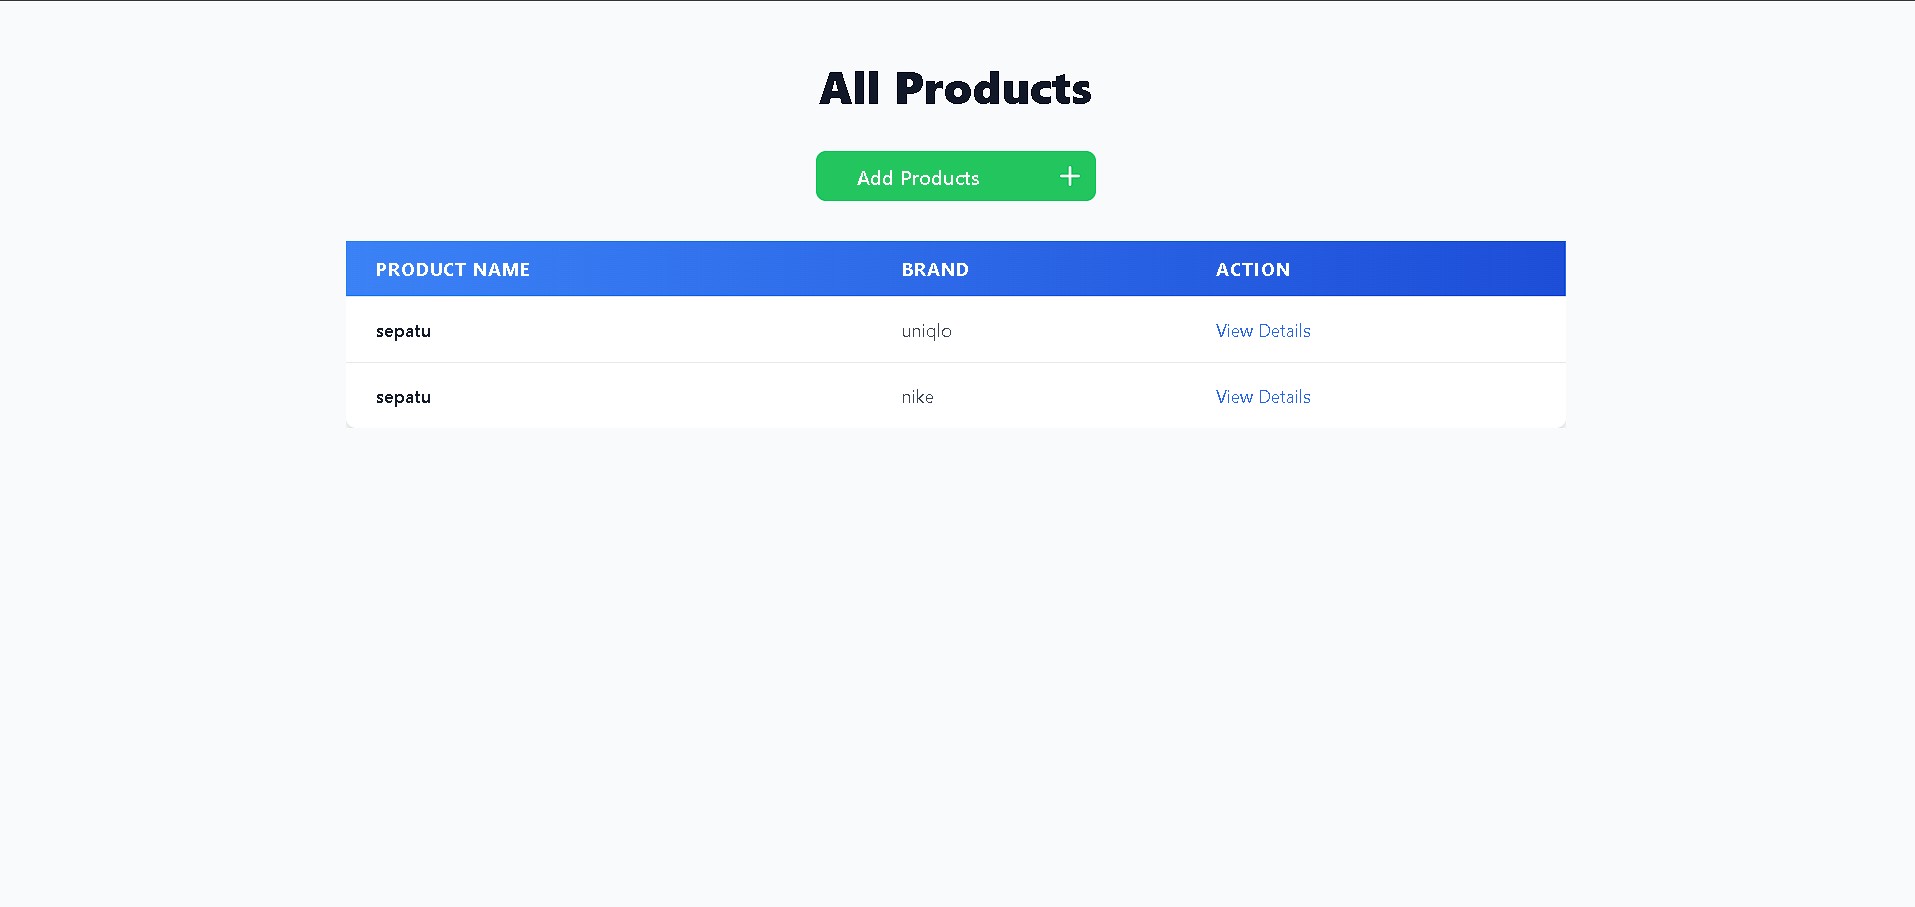 All Products
Add Products +
PRODUCT NAME BRAND ACTION
sepatu uniqlo View Details
sepatu nike View Details